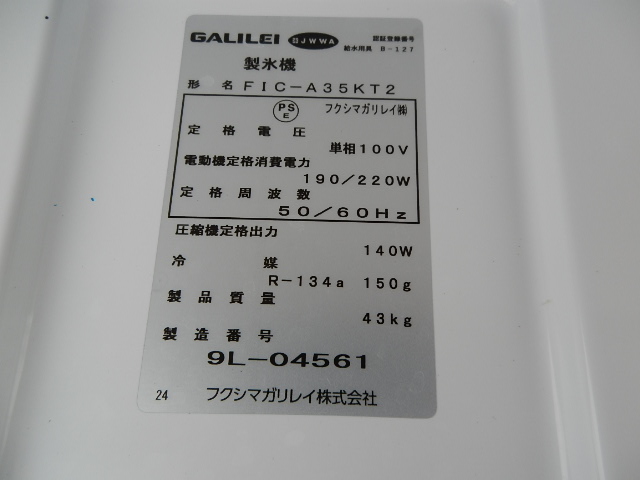 GALILEI JWWA 認証登録番号
給水用具 B-127
製氷機
形名 FIC-A35KT2
PSE フクシマガリレイ㈱
定格電圧
単相100V
電動機定格消費電力
190/220W
定格周波数
50/60Hz
圧縮機定格出力
140W
冷媒
R-134a 150g
製品質量
43kg
製造番号
9L-04561
24 フクシマガリレイ株式会社